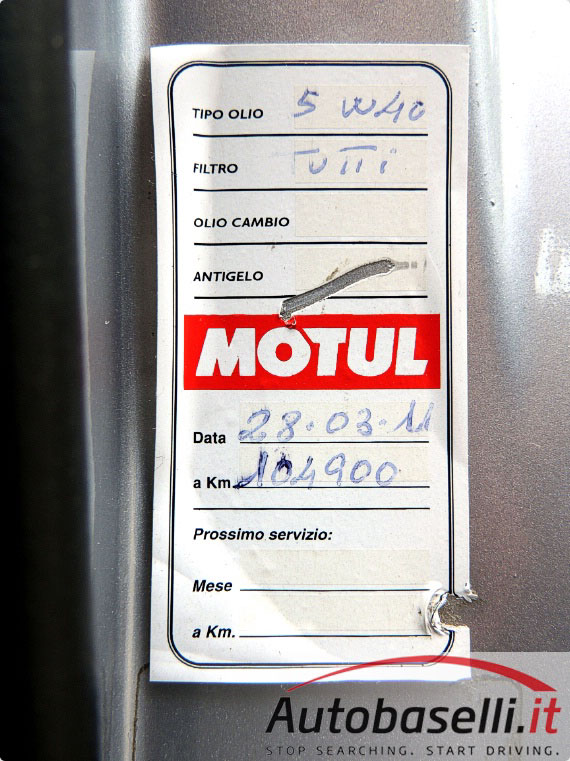 TIPO OLIO 5 W40
FILTRO TUTTI
OLIO CAMBIO
ANTIGELO
MOTUL
Data 28.03.11
a Km. 104900
Prossimo servizio:
Mese
a Km.
Autobaselli.it
STOP SEARCHING. START DRIVING.